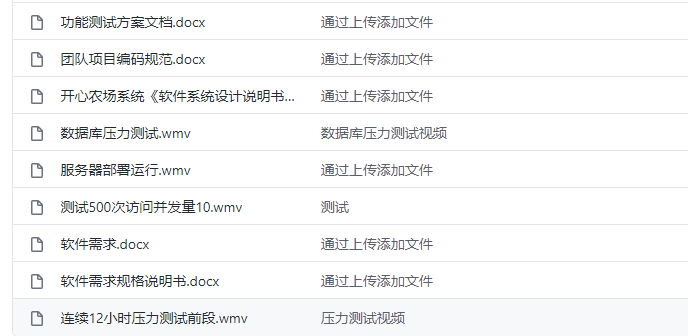 功能测试方案文档.docx 通过上传添加文件
团队项目编码规范.docx 通过上传添加文件
开心农场系统《软件系统设计说明书... 通过上传添加文件
数据库压力测试.wmv 数据库压力测试视频
服务器部署运行.wmv 通过上传添加文件
测试500次访问并发量10.wmv 测试
软件需求.docx 通过上传添加文件
软件需求规格说明书.docx 通过上传添加文件
连续12小时压力测试前段.wmv 压力测试视频